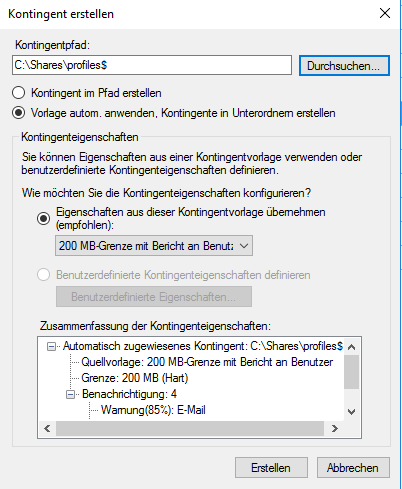 Kontingent erstellen
Kontingentpfad:
C:\Shares\profiles$
Durchsuchen...
Kontingent im Pfad erstellen
Vorlage autom. anwenden, Kontingente in Unterordnern erstellen
Kontingenteigenschaften
Sie können Eigenschaften aus einer Kontingentvorlage verwenden oder
benutzerdefinierte Kontingenteigenschaften definieren.
Wie möchten Sie die Kontingenteigenschaften konfigurieren?
Eigenschaften aus dieser Kontingentvorlage übernehmen
(empfohlen):
200 MB-Grenze mit Bericht an Benutz
Benutzerdefinierte Kontingenteigenschaften definieren
Benutzerdefinierte Eigenschaften...
Zusammenfassung der Kontingenteigenschaften:
Automatisch zugewiesenes Kontingent: C:\Shares\profiles$
Quellvorlage: 200 MB-Grenze mit Bericht an Benutzer
Grenze: 200 MB (Hart)
Benachrichtigung: 4
Warnung(85%): E-Mail
Erstellen
Abbrechen